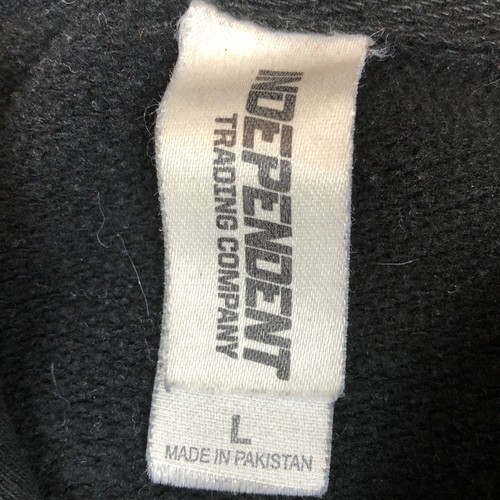 INDEPENDENT
TRADING COMPANY
L
MADE IN PAKISTAN